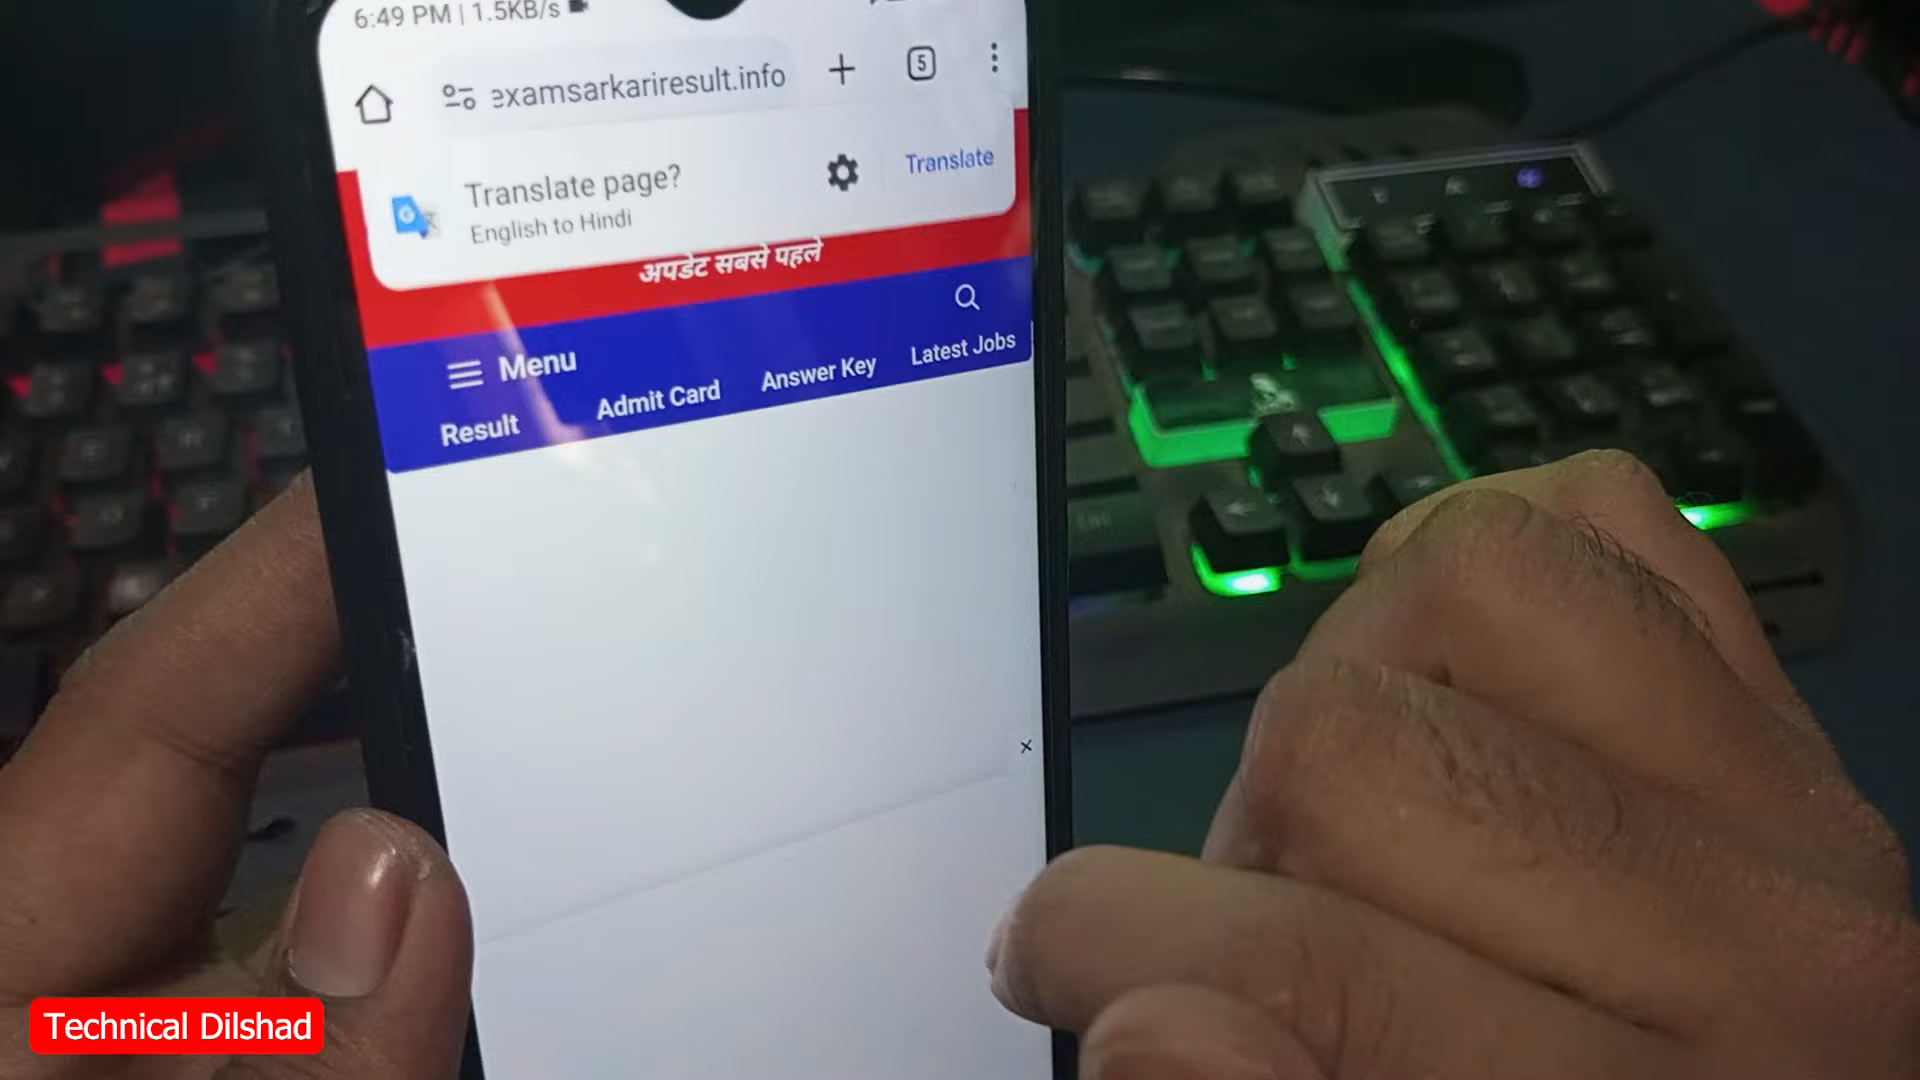 6:49 PM | 1.5KB/s
examsarkariresult.info
5
Translate page?
English to Hindi
Translate
अपडेट सबसे पहले
Menu
Result
Admit Card
Answer Key
Latest Jobs
Technical Dilshad